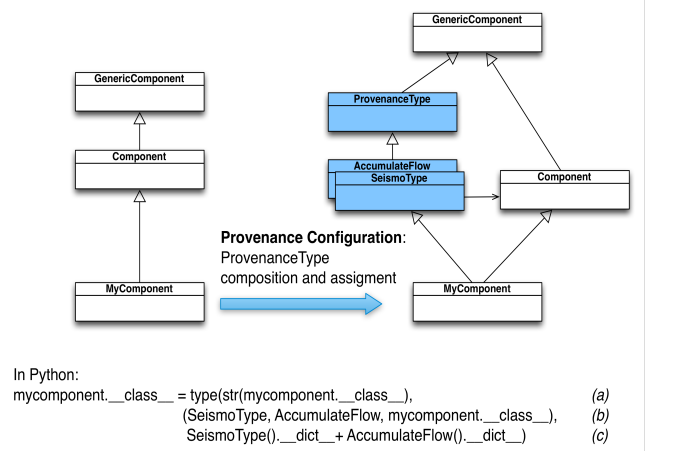 GenericComponent
Component
MyComponent
GenericComponent
ProvenanceType
AccumulateFlow
SeismoType
Component
MyComponent
Provenance Configuration:
ProvenanceType
composition and assigment
In Python:
mycomponent.__class__ = type(str(mycomponent.__class__), (a)
(SeismoType, AccumulateFlow, mycomponent.__class__), (b)
SeismoType().__dict__+ AccumulateFlow().__dict__) (c)